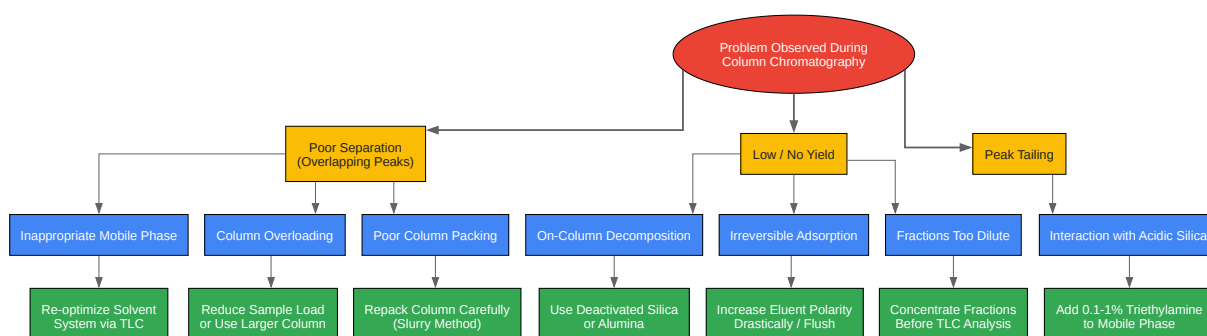 Problem Observed During
Column Chromatography
Poor Separation
(Overlapping Peaks)
Low / No Yield
Peak Tailing
Inappropriate Mobile Phase
Column Overloading
Poor Column Packing
On-Column Decomposition
Irreversible Adsorption
Fractions Too Dilute
Interaction with Acidic Silica
Re-optimize Solvent
System via TLC
Reduce Sample Load
or Use Larger Column
Repack Column Carefully
(Slurry Method)
Use Deactivated Silica
or Alumina
Increase Eluent Polarity
Drastically / Flush
Concentrate Fractions
Before TLC Analysis
Add 0.1-1% Triethylamine
to Mobile Phase